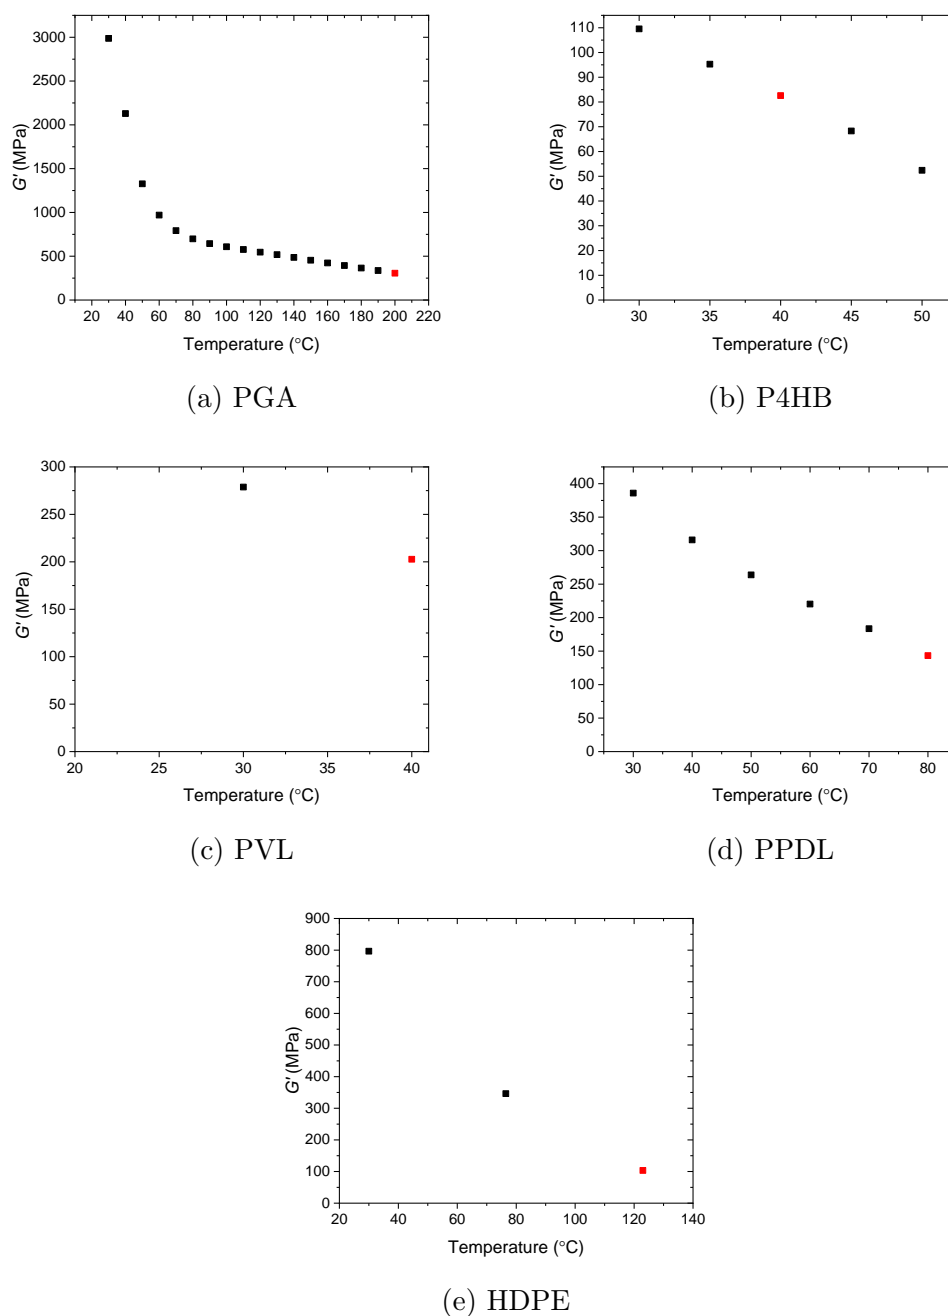 3000
2500
2000
1500
1000
500
0
G' (MPa)
20 40 60 80 100 120 140 160 180 200 220
Temperature (°C)
(a) PGA
110
100
90
80
70
60
50
40
30
20
10
0
G' (MPa)
30 35 40 45 50
Temperature (°C)
(b) P4HB
300
250
200
150
100
50
0
G' (MPa)
20 25 30 35 40
Temperature (°C)
(c) PVL
400
350
300
250
200
150
100
50
0
G' (MPa)
30 40 50 60 70 80
Temperature (°C)
(d) PPDL
900
800
700
600
500
400
300
200
100
0
G' (MPa)
20 40 60 80 100 120 140
Temperature (°C)
(e) HDPE